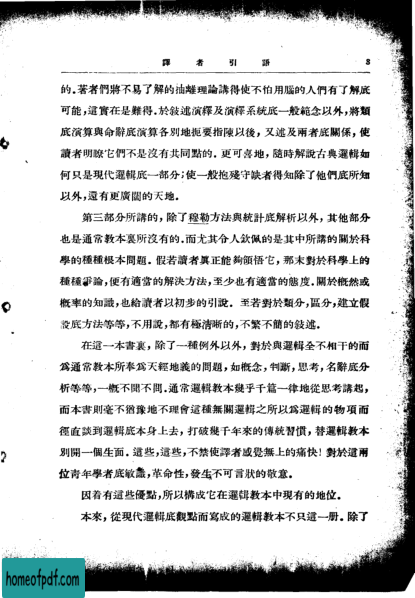 譯者引語 3
的.著者們將不易了解的抽離理論講得使不怕用腦的人們有了解底
可能,這實在是難得.於敍述演繹及演繹系統底一般範念以外,將類
底演算與命辭底演算各別地扼要指陳以後,又述及兩者底關係,使
讀者明瞭它們不是沒有共同點的.更可喜地,隨時解說古典邏輯如
何只是現代邏輯底一部分;使一般抱殘守缺者得知除了他們底所知
以外,還有更廣闊的天地.
第三部分所講的,除了穆勒方法與統計底解析以外,其他部分
也是通常教本裏所沒有的.而尤其令人欽佩的是其中所講的關於科
學的種種根本問題.假若讀者真正能夠領悟它,那末對於科學上的
種種爭論,便有適當的解決方法,至少也有適當的態度.關於概然或
概率的知識,也給讀者以初步的引說.至若對於類分,區分,建立假
設底方法等等,不用說,都有極清晰的,不繁不簡的敍述.
在這一本書裏,除了一種例外以外,對於與邏輯全不相干的而
爲通常教本所奉爲天經地義的問題,如概念,判斷,思考,名辭底分
析等等,一概不聞不問.通常邏輯教本幾乎千篇一律地從思考講起,
而本書則毫不猶豫地不理會這種無關邏輯之所以爲邏輯的物項而
徑直談到邏輯底本身上去,打破幾千年來的傳統習慣,替邏輯教本
別開一個生面.這些,這些,不禁使譯者感覺無上的痛快!對於這兩
位青年學者底敏識,革命性,發生不可言狀的敬意.
因着有這些優點,所以構成它在邏輯教本中現有的地位.
本來,從現代邏輯底觀點而寫成的邏輯教本不只這一册.除了
homeofpdf.com